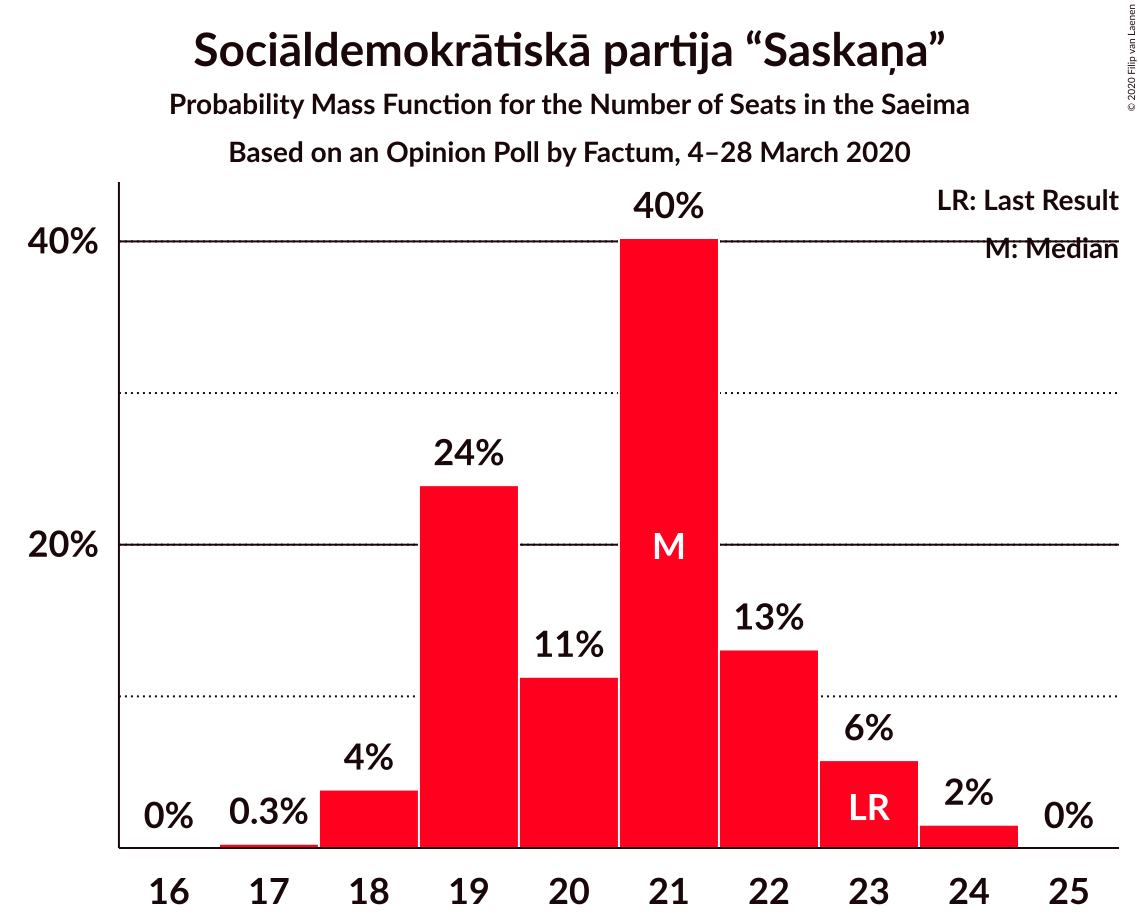 Sociāldemokrātiskā partija “Saskaņa”
Probability Mass Function for the Number of Seats in the Saeima
Based on an Opinion Poll by Factum, 4–28 March 2020
© 2020 Filip van Laenen
LR: Last Result
M: Median
40%
20%
0%
0.3%
4%
24%
11%
40%
M
13%
6%
LR
2%
0%
16 17 18 19 20 21 22 23 24 25